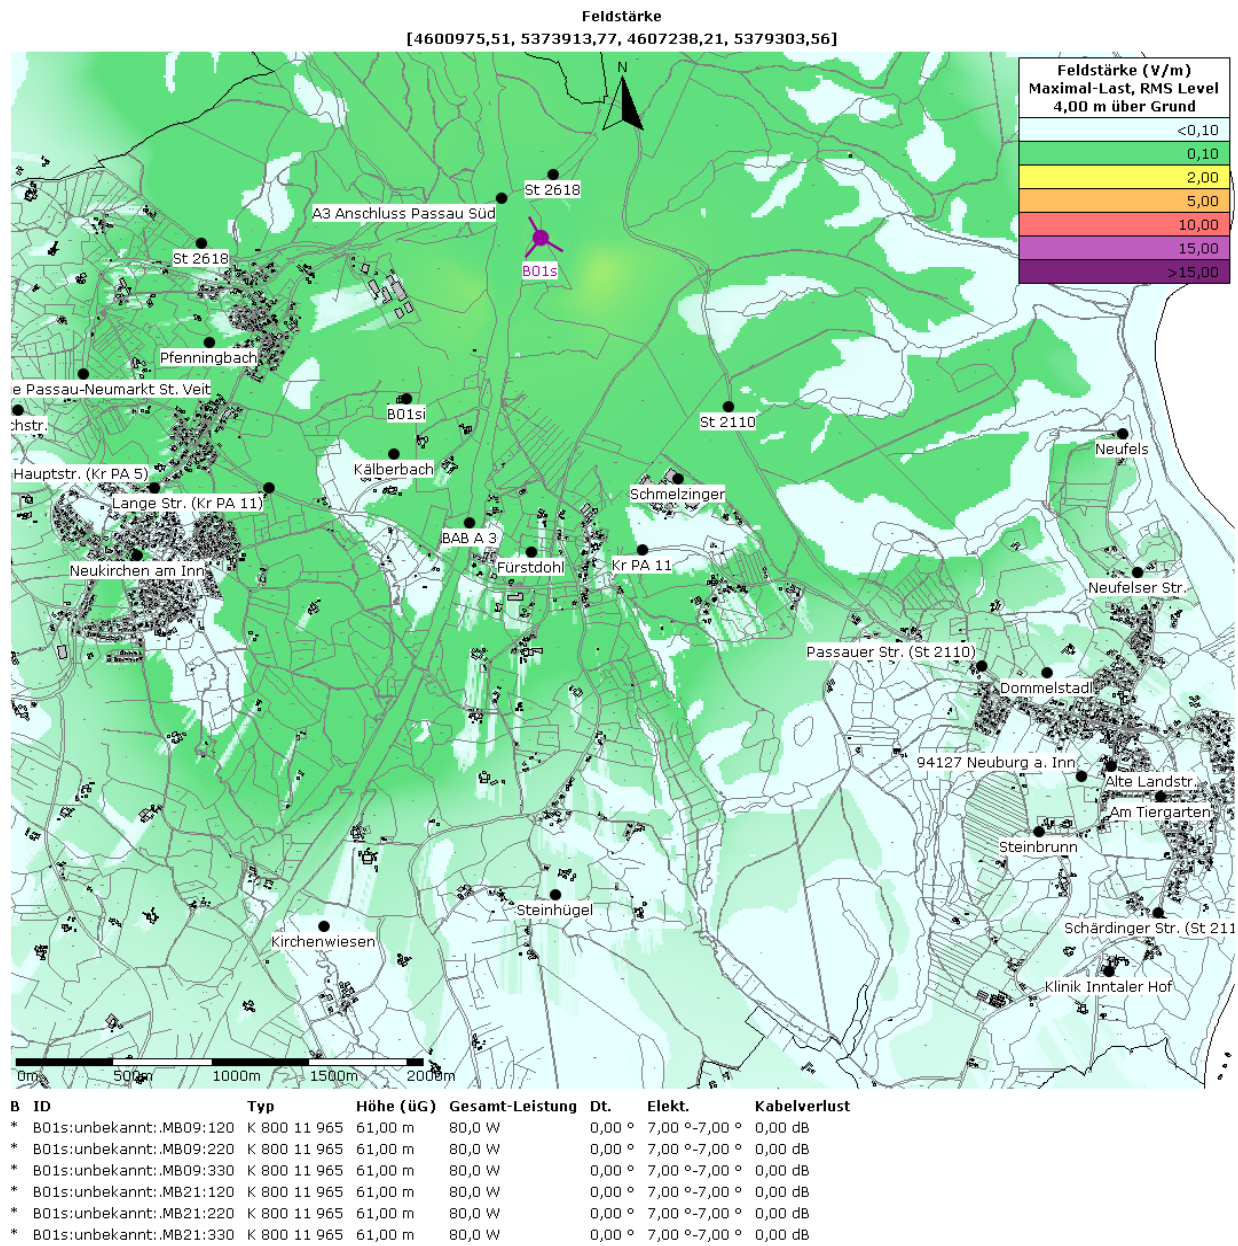 Feldstärke
[4600975,51, 5373913,77, 4607238,21, 5379303,56]
N
Feldstärke (V/m)
Maximal-Last, RMS Level
4,00 m über Grund
<0,10
0,10
2,00
5,00
10,00
15,00
>15,00
St 2618
A3 Anschluss Passau Süd
St 2618
B01s
Pfenningbach
e Passau-Neumarkt St. Veit
B01si
chstr.
St 2110
Neufels
Kälberbach
Hauptstr. (Kr PA 5)
Schmelzinger
Lange Str. (Kr PA 11)
BAB A 3
Fürstdohl
Kr PA 11
Neukirchen am Inn
Neufelser Str.
Passauer Str. (St 2110)
Dommelstadl
94127 Neuburg a. Inn
Alte Landstr.
Am Tiergarten
Steinbrunn
Steinhügel
Schärdinger Str. (St 211
Kirchenwiesen
Klinik Inntaler Hof
0m 500m 1000m 1500m 2000m
B ID Typ Höhe (üG) Gesamt-Leistung Dt. Elekt. Kabelverlust
* B01s:unbekannt:.MB09:120 K 800 11 965 61,00 m 80,0 W 0,00 ° 7,00 °-7,00 ° 0,00 dB
* B01s:unbekannt:.MB09:220 K 800 11 965 61,00 m 80,0 W 0,00 ° 7,00 °-7,00 ° 0,00 dB
* B01s:unbekannt:.MB09:330 K 800 11 965 61,00 m 80,0 W 0,00 ° 7,00 °-7,00 ° 0,00 dB
* B01s:unbekannt:.MB21:120 K 800 11 965 61,00 m 80,0 W 0,00 ° 7,00 °-7,00 ° 0,00 dB
* B01s:unbekannt:.MB21:220 K 800 11 965 61,00 m 80,0 W 0,00 ° 7,00 °-7,00 ° 0,00 dB
* B01s:unbekannt:.MB21:330 K 800 11 965 61,00 m 80,0 W 0,00 ° 7,00 °-7,00 ° 0,00 dB